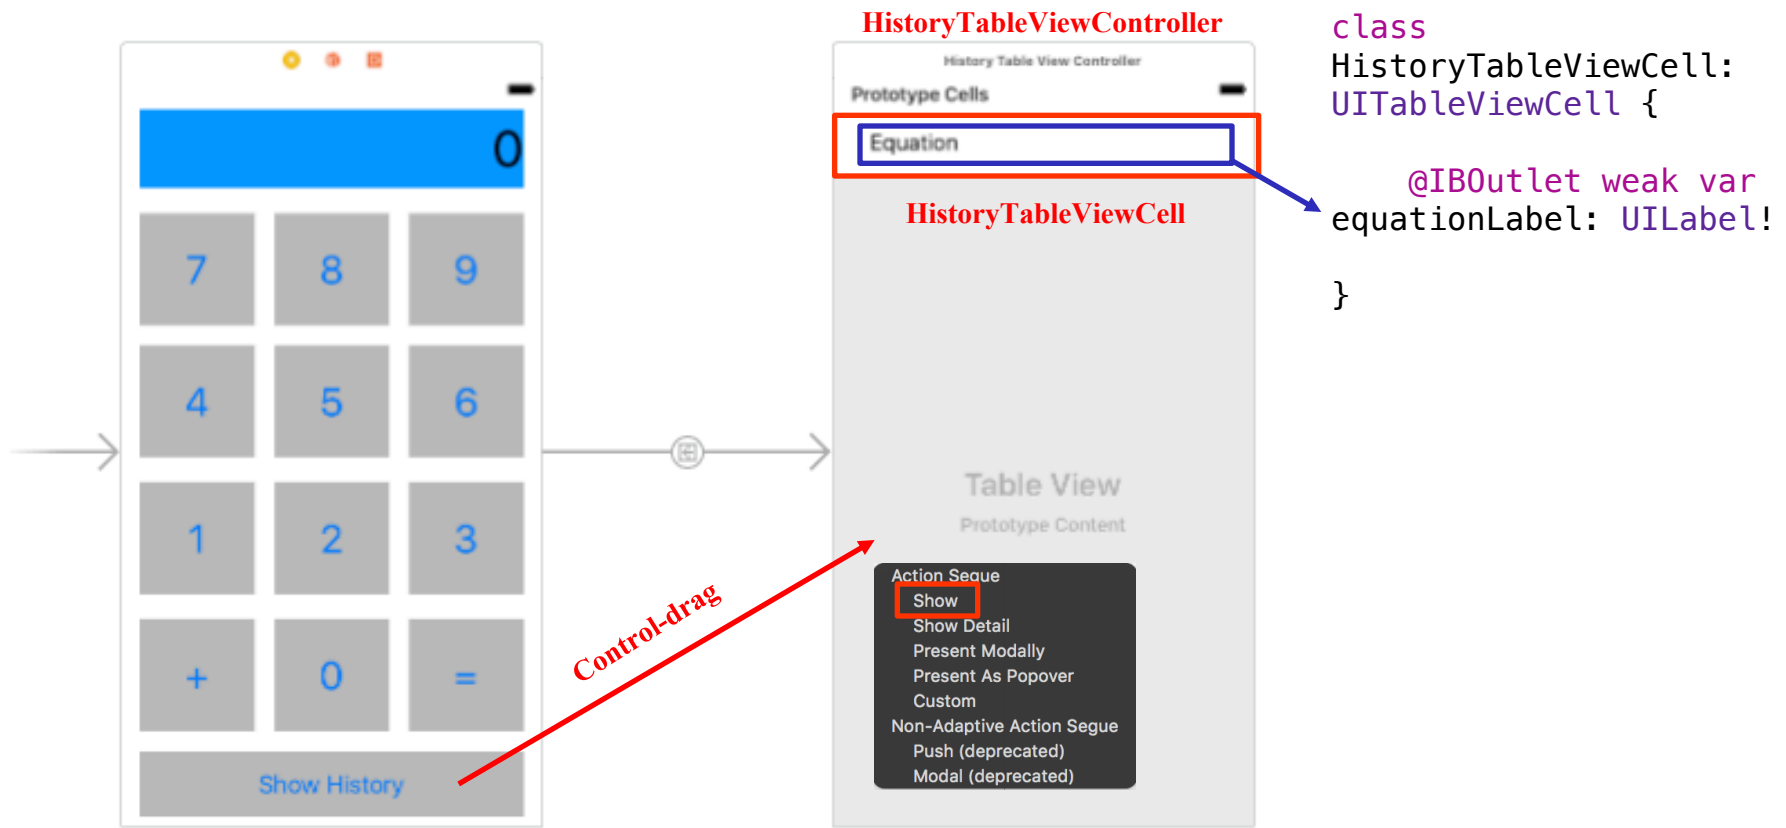 0
7 8 9
4 5 6
1 2 3
+ 0 =
Show History
Control-drag
HistoryTableViewController
History Table View Controller
Prototype Cells
Equation
HistoryTableViewCell
Table View
Prototype Content
Action Segue
Show
Show Detail
Present Modally
Present As Popover
Custom
Non-Adaptive Action Segue
Push (deprecated)
Modal (deprecated)
class
HistoryTableViewCell:
UITableViewCell {
@IBOutlet weak var
equationLabel: UILabel!
}